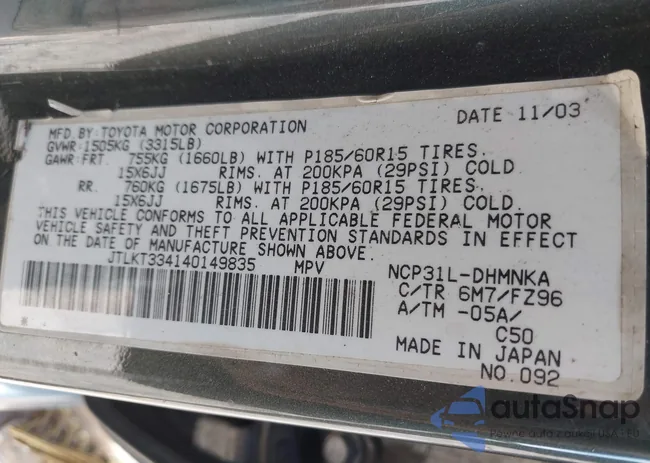 DATE 11/03
MFD.BY:TOYOTA MOTOR CORPORATION
GVWR:1505KG (3315LB)
GAWR:FRT. 755KG (1660LB) WITH P185/60R15 TIRES.
15X6JJ RIMS. AT 200KPA (29PSI) COLD
RR. 760KG (1675LB) WITH P185/60R15 TIRES.
15X6JJ RIMS. AT 200KPA (29PSI) COLD.
THIS VEHICLE CONFORMS TO ALL APPLICABLE FEDERAL MOTOR
VEHICLE SAFETY AND THEFT PREVENTION STANDARDS IN EFFECT
ON THE DATE OF MANUFACTURE SHOWN ABOVE.
JTLKT334140149835 MPV NCP31L-DHMNKA
C/TR 6M7/FZ96
A/TM -05A/
C50
MADE IN JAPAN
NO.092
autaSnap